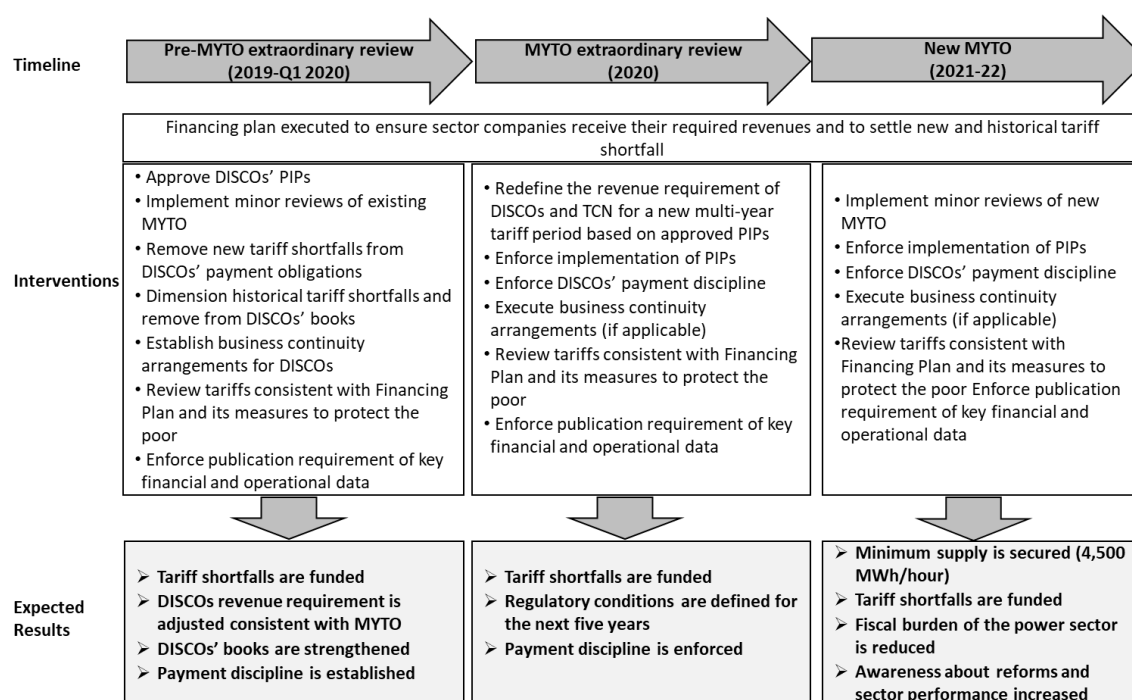 Timeline
Pre-MYTO extraordinary review
(2019-Q1 2020)
MYTO extraordinary review
(2020)
New MYTO
(2021-22)
Financing plan executed to ensure sector companies receive their required revenues and to settle new and historical tariff
shortfall
Interventions
• Approve DISCOs’ PIPs
• Implement minor reviews of existing
MYTO
• Remove new tariff shortfalls from
DISCOs’ payment obligations
• Dimension historical tariff shortfalls and
remove from DISCOs’ books
• Establish business continuity
arrangements for DISCOs
• Review tariffs consistent with Financing
Plan and its measures to protect the
poor
• Enforce publication requirement of key
financial and operational data
• Redefine the revenue requirement of
DISCOs and TCN for a new multi-year
tariff period based on approved PIPs
• Enforce implementation of PIPs
• Enforce DISCOs’ payment discipline
• Execute business continuity
arrangements (if applicable)
• Review tariffs consistent with Financing
Plan and its measures to protect the
poor
• Enforce publication requirement of key
financial and operational data
• Implement minor reviews of new
MYTO
• Enforce implementation of PIPs
• Enforce DISCOs’ payment discipline
• Execute business continuity
arrangements (if applicable)
•Review tariffs consistent with
Financing Plan and its measures to
protect the poor Enforce publication
requirement of key financial and
operational data
Expected
Results
➢ Tariff shortfalls are funded
➢ DISCOs revenue requirement is
adjusted consistent with MYTO
➢ DISCOs’ books are strengthened
➢ Payment discipline is established
➢ Tariff shortfalls are funded
➢ Regulatory conditions are defined for
the next five years
➢ Payment discipline is enforced
➢ Minimum supply is secured (4,500
MWh/hour)
➢ Tariff shortfalls are funded
➢ Fiscal burden of the power sector
is reduced
➢ Awareness about reforms and
sector performance increased